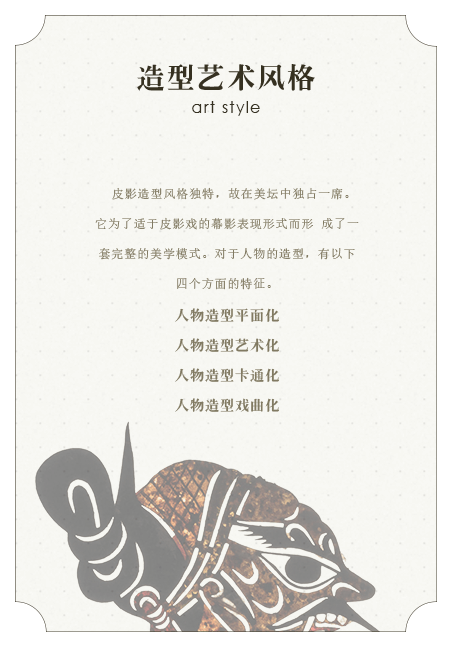 造型艺术风格
art style
皮影造型风格独特，故在美坛中独占一席。
它为了适于皮影戏的幕影表现形式而形 成了一
套完整的美学模式。对于人物的造型，有以下
四个方面的特征。
人物造型平面化
人物造型艺术化
人物造型卡通化
人物造型戏曲化